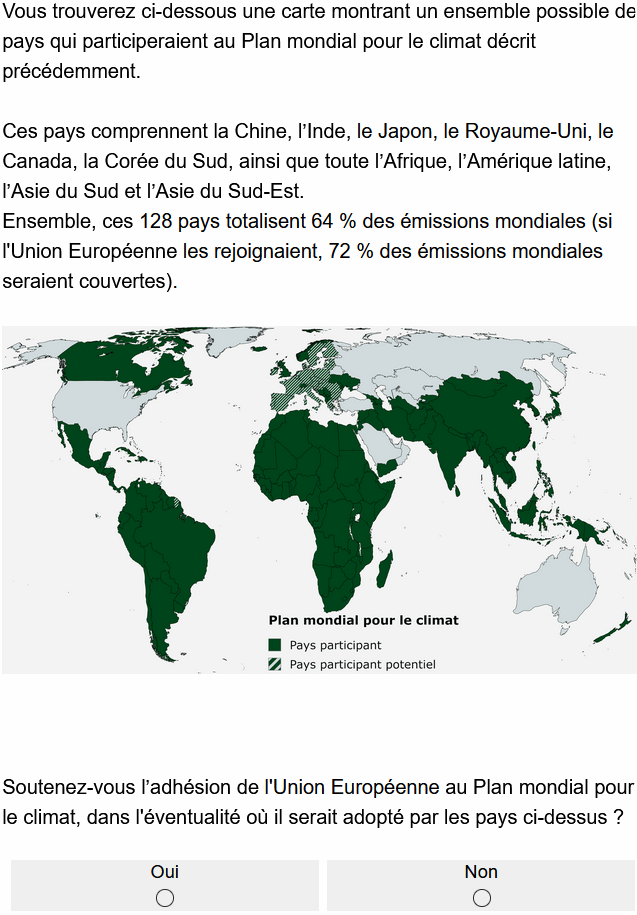 Vous trouverez ci-dessous une carte montrant un ensemble possible de
pays qui participeraient au Plan mondial pour le climat décrit
précédemment.
Ces pays comprennent la Chine, l’Inde, le Japon, le Royaume-Uni, le
Canada, la Corée du Sud, ainsi que toute l’Afrique, l’Amérique latine,
l’Asie du Sud et l’Asie du Sud-Est.
Ensemble, ces 128 pays totalisent 64 % des émissions mondiales (si
l'Union Européenne les rejoignaient, 72 % des émissions mondiales
seraient couvertes).
Plan mondial pour le climat
Pays participant
Pays participant potentiel
Soutenez-vous l’adhésion de l'Union Européenne au Plan mondial pour
le climat, dans l'éventualité où il serait adopté par les pays ci-dessus ?
Oui
Non